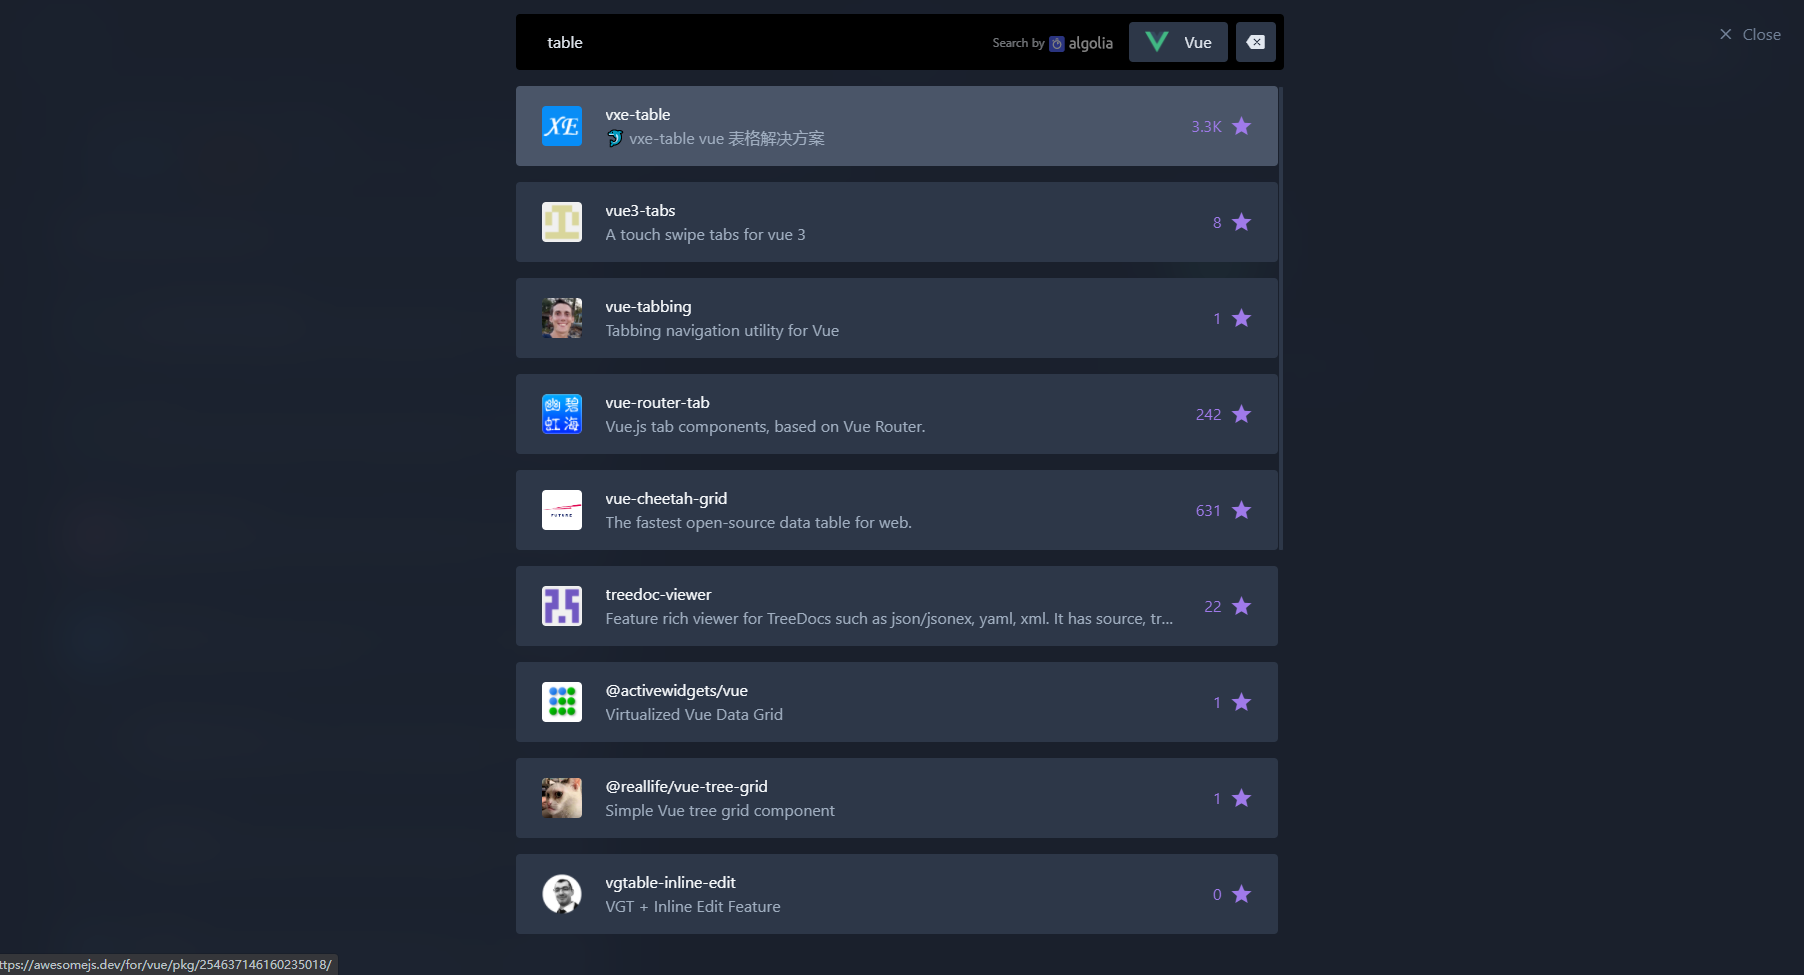 table
Search by algolia
Vue
Close
XE
vxe-table
vxe-table vue 表格解决方案
3.3K
vue3-tabs
A touch swipe tabs for vue 3
8
vue-tabbing
Tabbing navigation utility for Vue
1
幽 碧
虹 海
vue-router-tab
Vue.js tab components, based on Vue Router.
242
FUTURE
vue-cheetah-grid
The fastest open-source data table for web.
631
treedoc-viewer
Feature rich viewer for TreeDocs such as json/jsonex, yaml, xml. It has source, tr...
22
@activewidgets/vue
Virtualized Vue Data Grid
1
@reallife/vue-tree-grid
Simple Vue tree grid component
1
vgtable-inline-edit
VGT + Inline Edit Feature
0
ttps://awesomejs.dev/for/vue/pkg/254637146160235018/